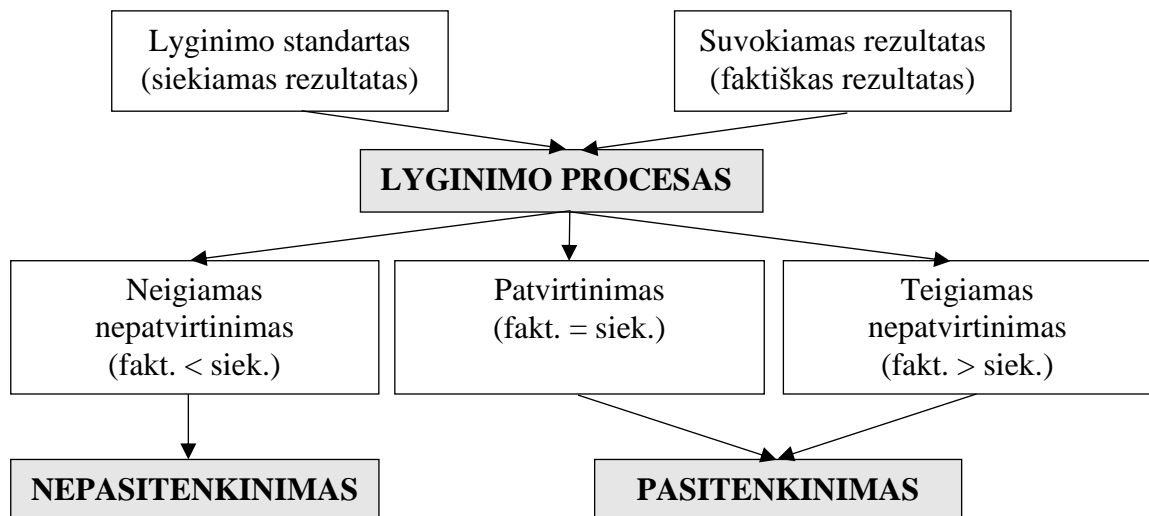 Lyginimo standartas
(siekiamas rezultatas)
Suvokiamas rezultatas
(faktiškas rezultatas)
LYGINIMO PROCESAS
Neigiamas
nepatvirtinimas
(fakt. < siek.)
Patvirtinimas
(fakt. = siek.)
Teigiamas
nepatvirtinimas
(fakt. > siek.)
NEPASITENKINIMAS
PASITENKINIMAS